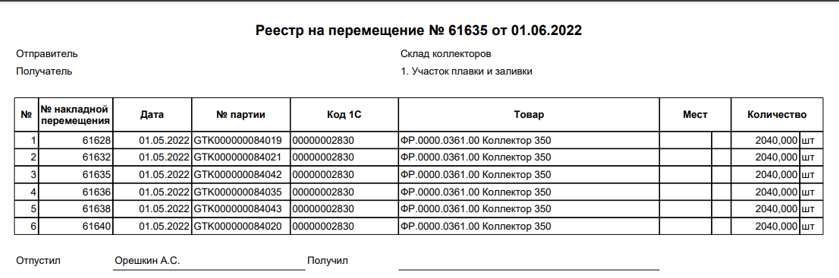 Реестр на перемещение № 61635 от 01.06.2022
Отправитель Склад коллекторов
Получатель 1. Участок плавки и заливки
№ № накладной перемещения Дата № партии Код 1С Товар Мест Количество
1 61628 01.05.2022 GTK000000084019 00000002830 ФР.0000.0361.00 Коллектор 350 2040,000 шт
2 61632 01.05.2022 GTK000000084021 00000002830 ФР.0000.0361.00 Коллектор 350 2040,000 шт
3 61635 01.05.2022 GTK000000084042 00000002830 ФР.0000.0361.00 Коллектор 350 2040,000 шт
4 61636 01.05.2022 GTK000000084035 00000002830 ФР.0000.0361.00 Коллектор 350 2040,000 шт
5 61638 01.05.2022 GTK000000084043 00000002830 ФР.0000.0361.00 Коллектор 350 2040,000 шт
6 61640 01.05.2022 GTK000000084020 00000002830 ФР.0000.0361.00 Коллектор 350 2040,000 шт
Отпустил Орешкин А.С. Получил